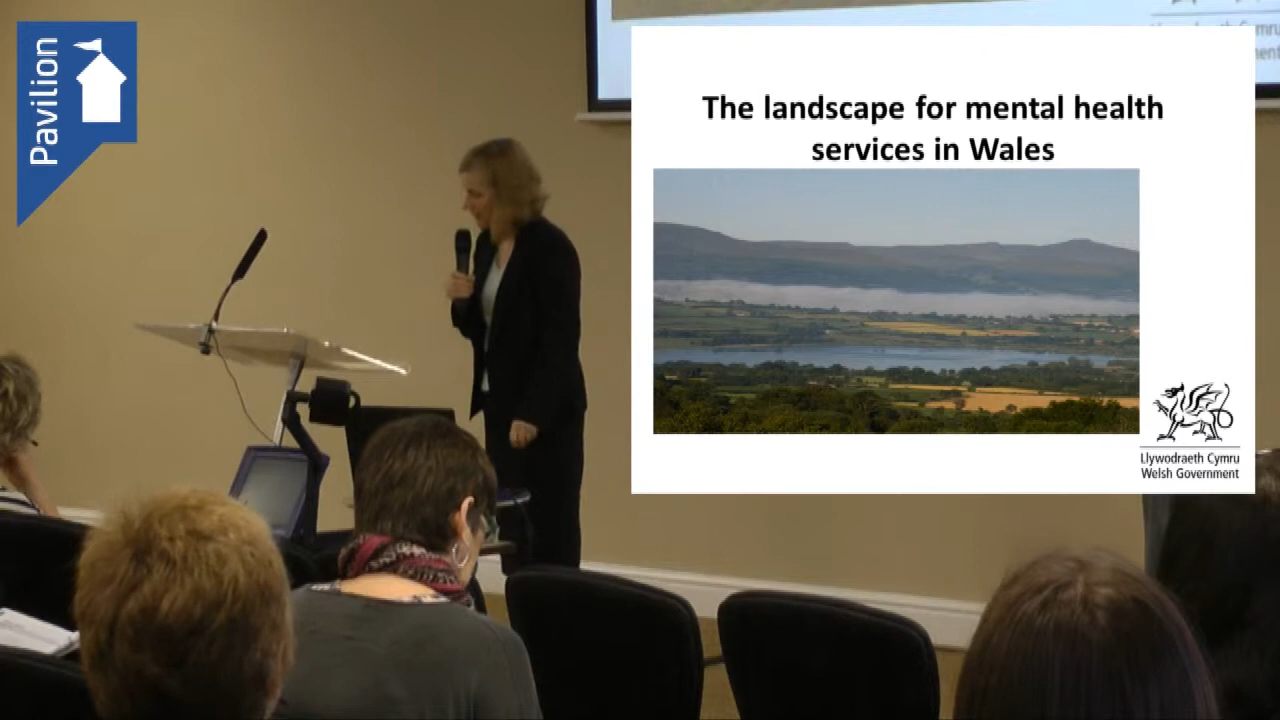 Pavilion
The landscape for mental health
services in Wales
Llywodraeth Cymru
Welsh Government